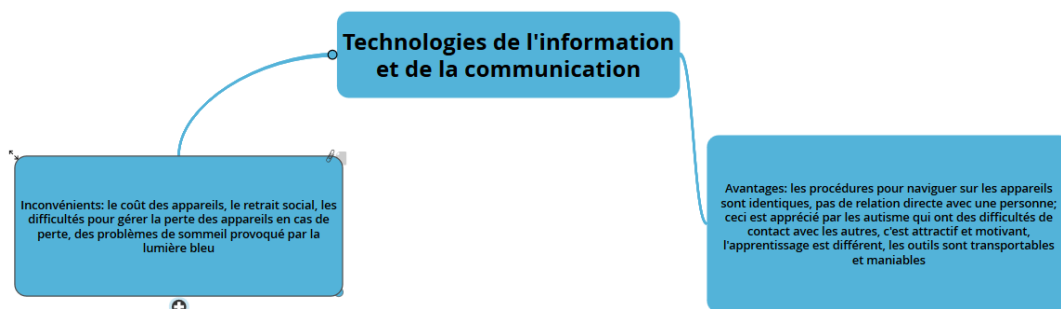 Technologies de l'information
et de la communication
Inconvénients: le coût des appareils, le retrait social, les
difficultés pour gérer la perte des appareils en cas de
perte, des problèmes de sommeil provoqué par la
lumière bleu
Avantages: les procédures pour naviguer sur les appareils
sont identiques, pas de relation directe avec une personne;
ceci est apprécié par les autisme qui ont des difficultés de
contact avec les autres, c'est attractif et motivant,
l'apprentissage est différent, les outils sont transportables
et maniables